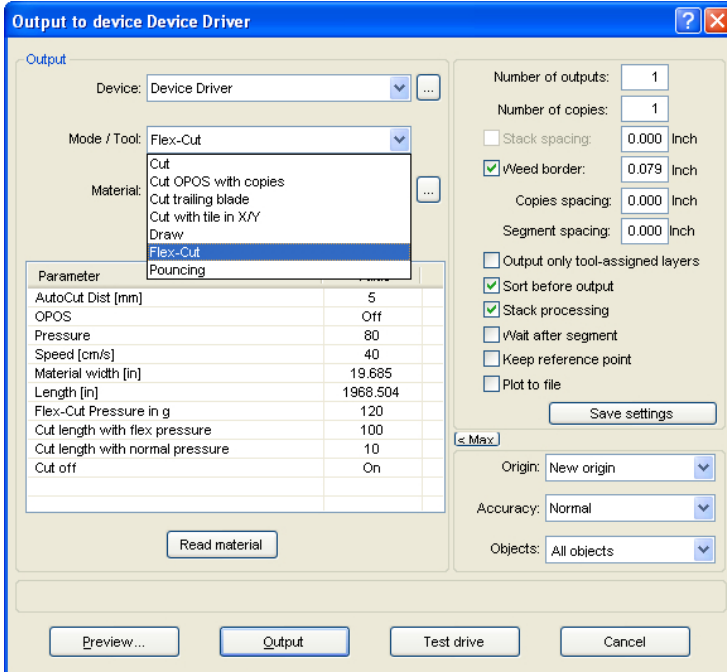 Output to device Device Driver
Output
Device: Device Driver ...
Mode / Tool: Flex-Cut
Cut
Cut OPOS with copies
Cut trailing blade
Cut with tile in X/Y
Draw
Flex-Cut
Pouncing
Material: ...
Parameter
AutoCut Dist [mm] 5
OPOS Off
Pressure 80
Speed [cm/s] 40
Material width [in] 19.685
Length [in] 1968.504
Flex-Cut Pressure in g 120
Cut length with flex pressure 100
Cut length with normal pressure 10
Cut off On
Read material
Number of outputs: 1
Number of copies: 1
Stack spacing: 0.000 Inch
Weed border: 0.079 Inch
Copies spacing: 0.000 Inch
Segment spacing: 0.000 Inch
Output only tool-assigned layers
Sort before output
Stack processing
Wait after segment
Keep reference point
Plot to file
Save settings
< Max
Origin: New origin
Accuracy: Normal
Objects: All objects
Preview... Output Test drive Cancel